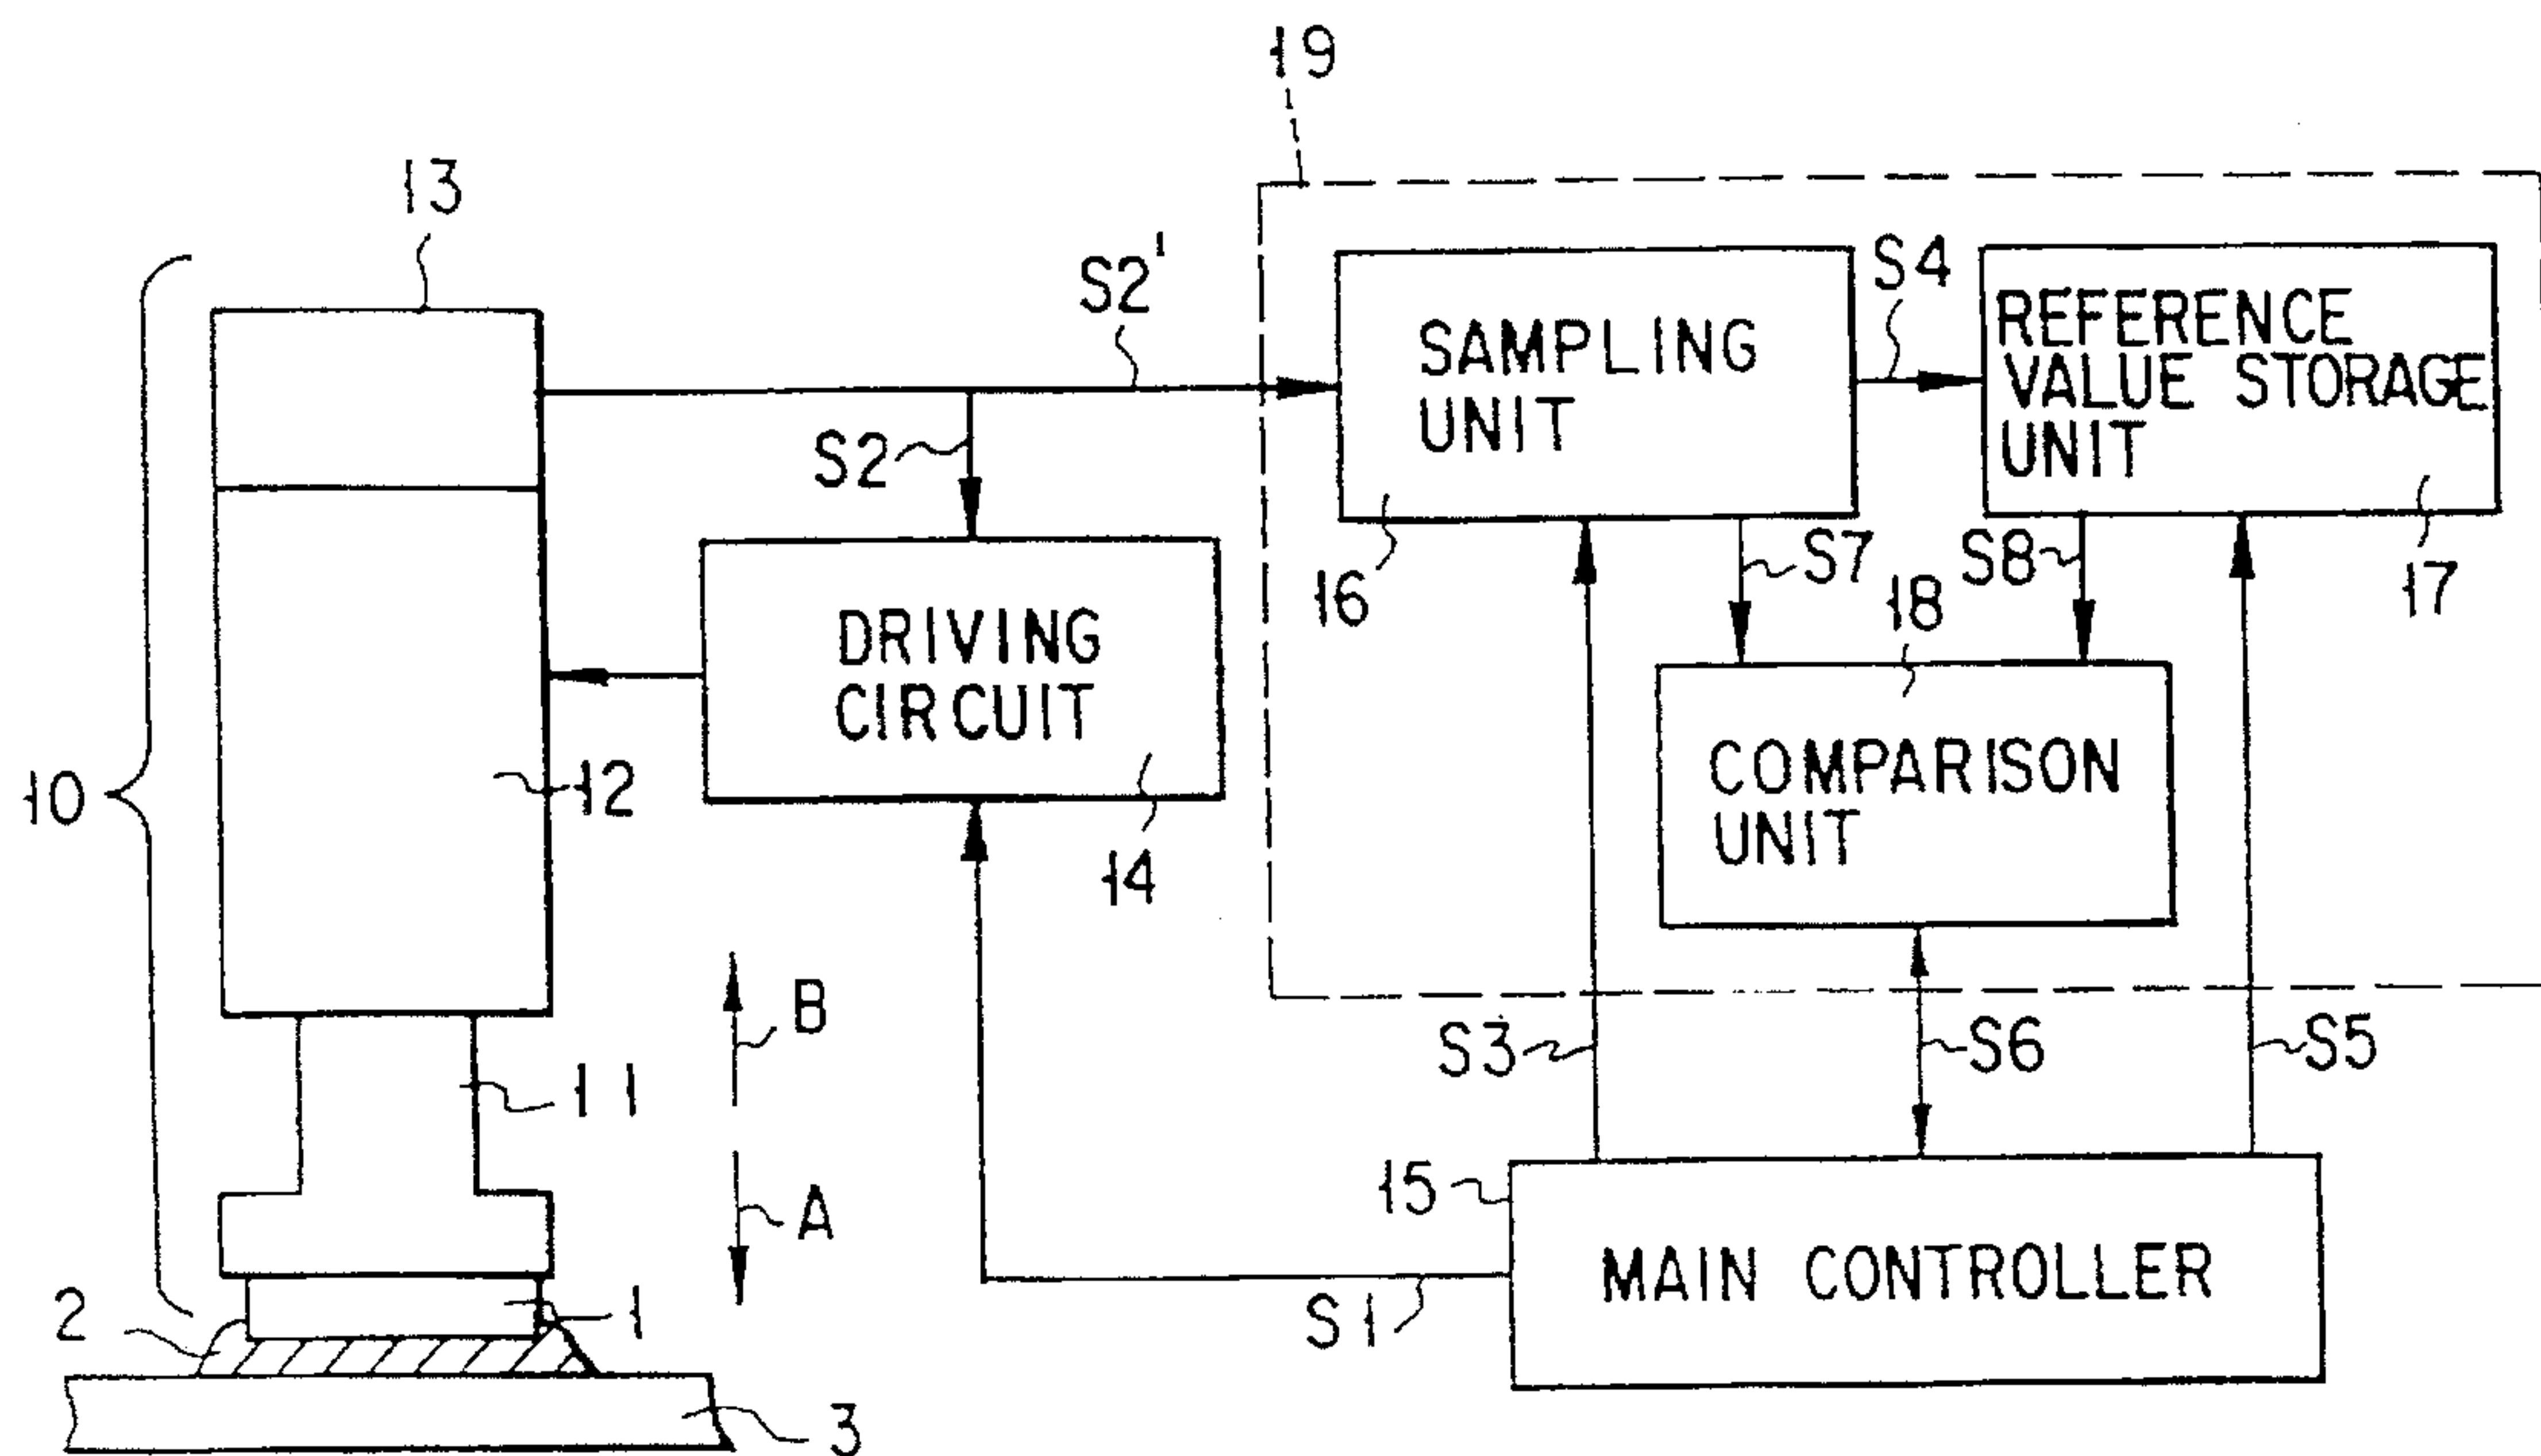 19
13
S2'
S4
SAMPLING
UNIT
REFERENCE
VALUE STORAGE
UNIT
S2
16
S7
S8
17
18
DRIVING
CIRCUIT
COMPARISON
UNIT
10
12
14
B
11
S3
S6
S5
A
15
MAIN CONTROLLER
S1
2
1
3